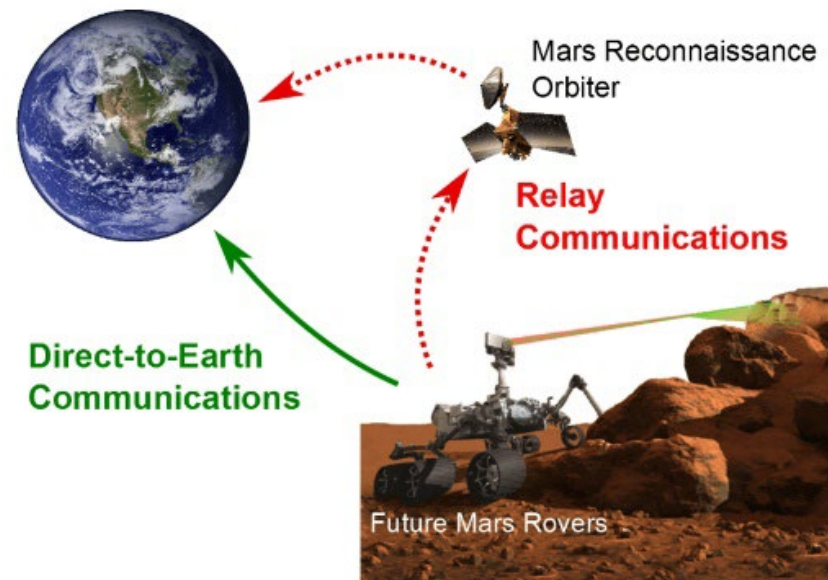 Mars Reconnaissance
Orbiter
Relay
Communications
Direct-to-Earth
Communications
Future Mars Rovers